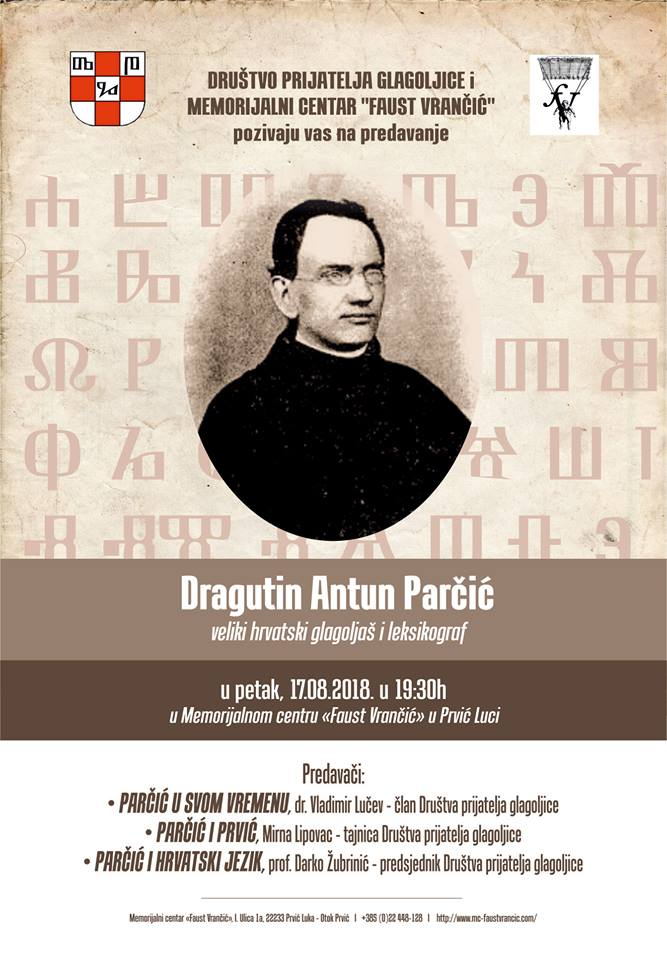 DRUŠTVO PRIJATELJA GLAGOLJICE i
MEMORIJALNI CENTAR "FAUST VRANČIĆ"
pozivaju vas na predavanje
Dragutin Antun Parčić
veliki hrvatski glagoljaš i leksikograf
u petak, 17.08.2018. u 19:30h
u Memorijalnom centru «Faust Vrančić» u Prvić Luci
Predavači:
• PARČIĆ U SVOM VREMENU, dr. Vladimir Lučev - član Društva prijatelja glagoljice
• PARČIĆ I PRVIĆ, Mirna Lipovac - tajnica Društva prijatelja glagoljice
• PARČIĆ I HRVATSKI JEZIK, prof. Darko Žubrinić - predsjednik Društva prijatelja glagoljice
Memorijalni centar «Faust Vrančić», I. Ulica 1a, 22233 Prvić Luka - Otok Prvić I +385 (0)22 448-128 I http://www.mc-faustvrancic.com/